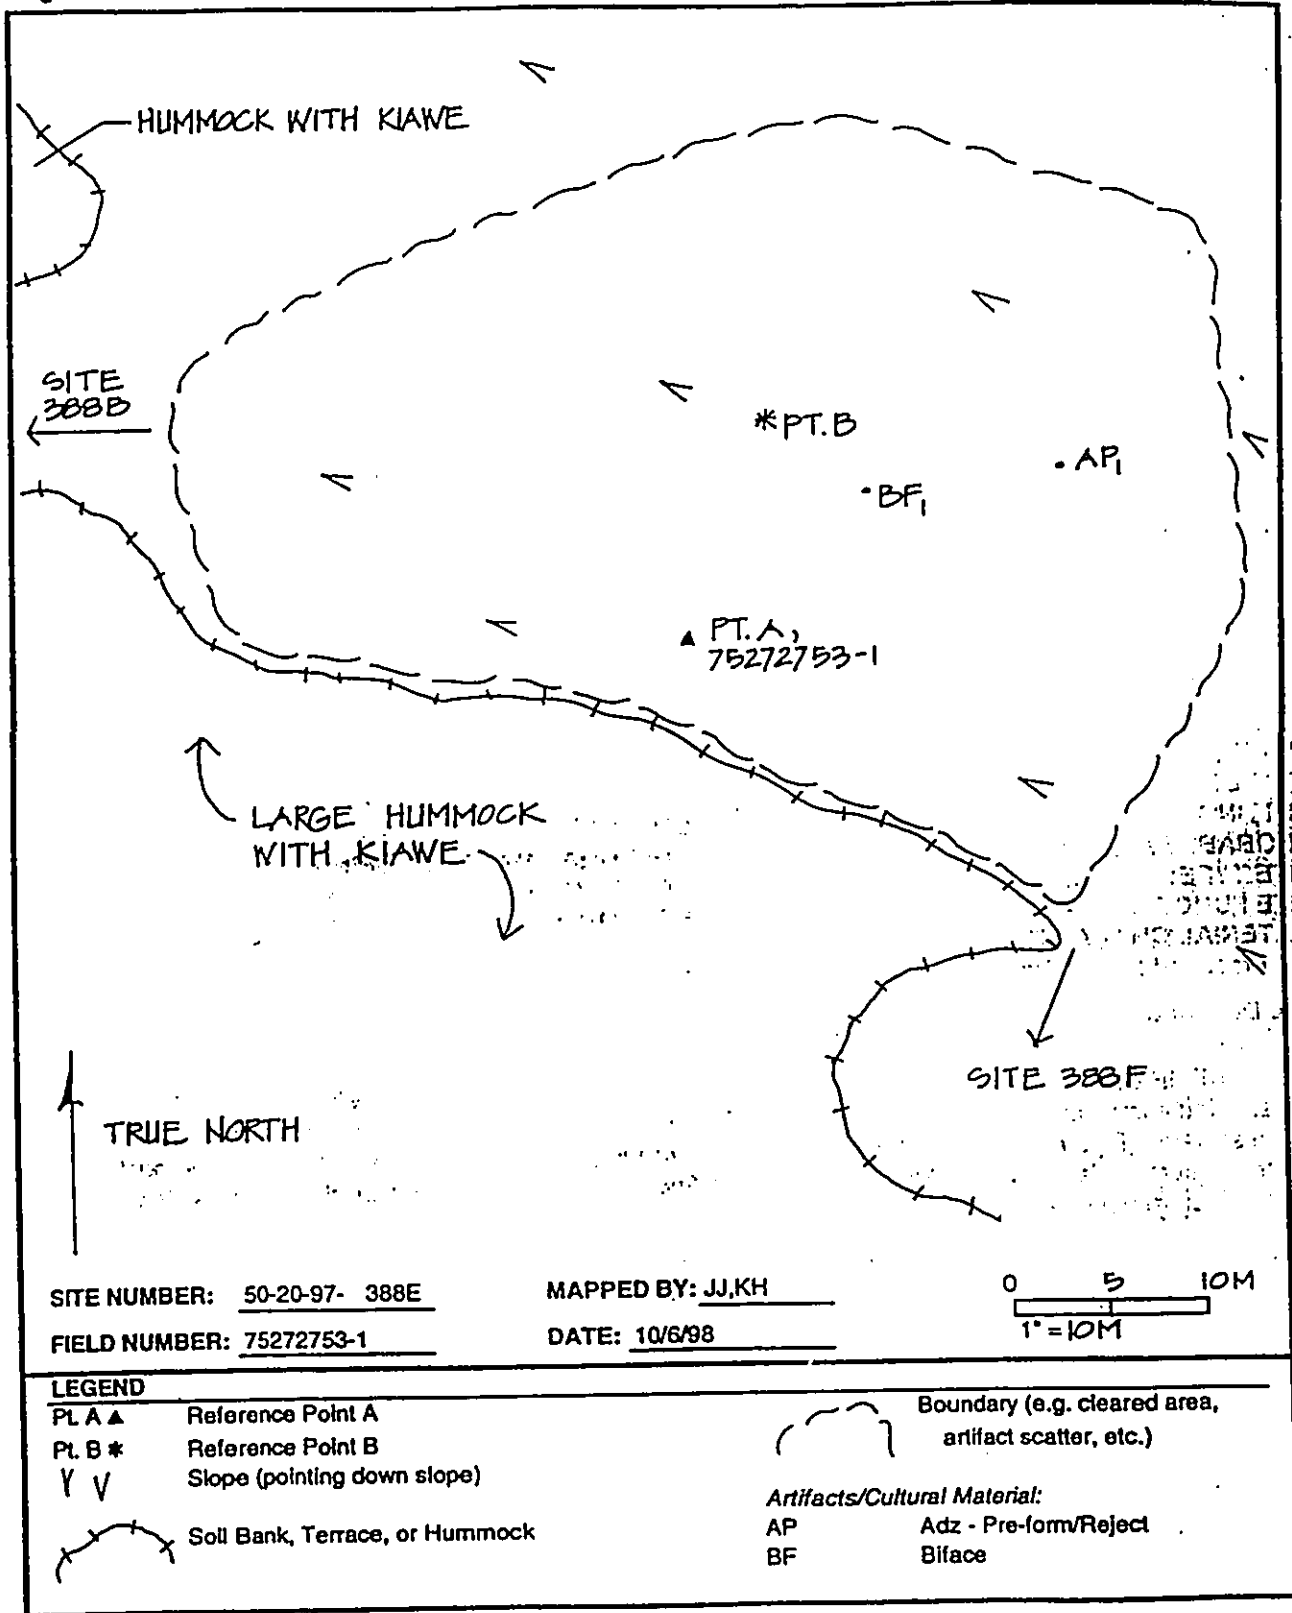 HUMMOCK WITH KIAWE
SITE
388B
*PT. B
AP1
BF1
PT. A,
75272753-1
LARGE HUMMOCK
WITH KIAWE
SITE 388F
TRUE NORTH
SITE NUMBER: 50-20-97- 388E
MAPPED BY: JJ,KH
0 5 10M
1" = 10M
FIELD NUMBER: 75272753-1
DATE: 10/6/98
LEGEND
Pt. A ▲ Reference Point A
Pt. B * Reference Point B
Slope (pointing down slope)
Soil Bank, Terrace, or Hummock
Boundary (e.g. cleared area,
artifact scatter, etc.)
Artifacts/Cultural Material:
AP Adz - Pre-form/Reject
BF Biface